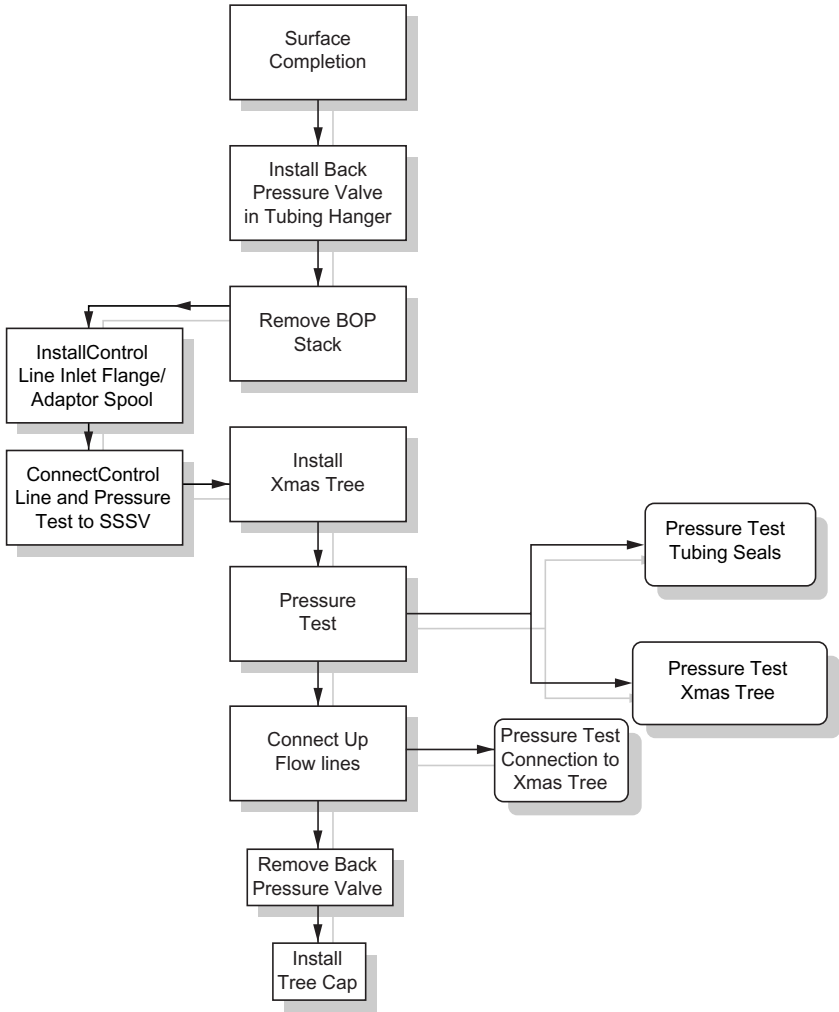 Surface
Completion
Install Back
Pressure Valve
in Tubing Hanger
Remove BOP
Stack
InstallControl
Line Inlet Flange/
Adaptor Spool
ConnectControl
Line and Pressure
Test to SSSV
Install
Xmas Tree
Pressure
Test
Pressure Test
Tubing Seals
Pressure Test
Xmas Tree
Connect Up
Flow lines
Pressure Test
Connection to
Xmas Tree
Remove Back
Pressure Valve
Install
Tree Cap